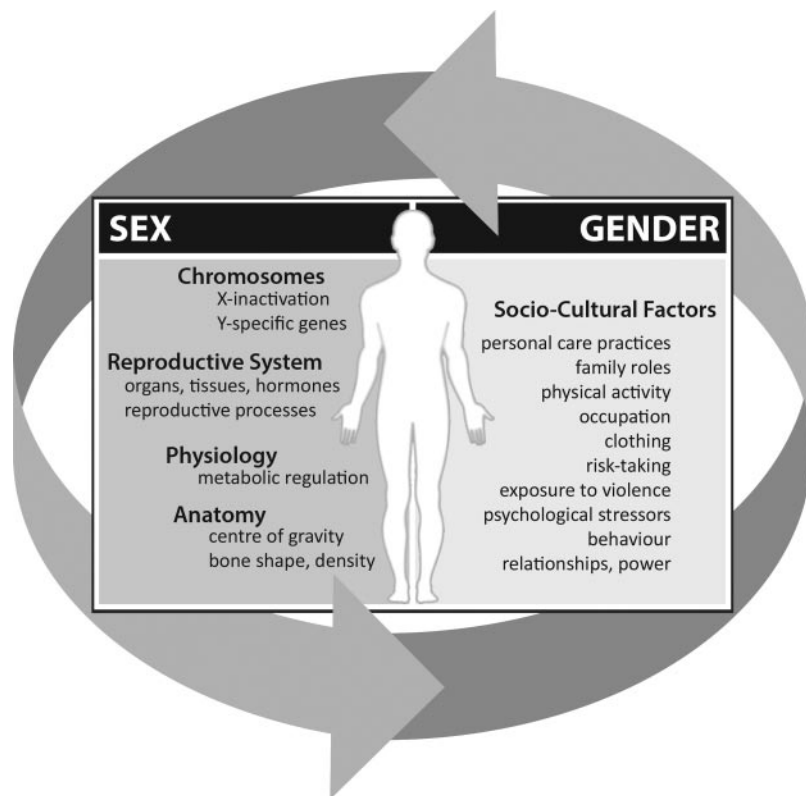 SEX
Chromosomes
X-inactivation
Y-specific genes
Reproductive System
organs, tissues, hormones
reproductive processes
Physiology
metabolic regulation
Anatomy
centre of gravity
bone shape, density
GENDER
Socio-Cultural Factors
personal care practices
family roles
physical activity
occupation
clothing
risk-taking
exposure to violence
psychological stressors
behaviour
relationships, power